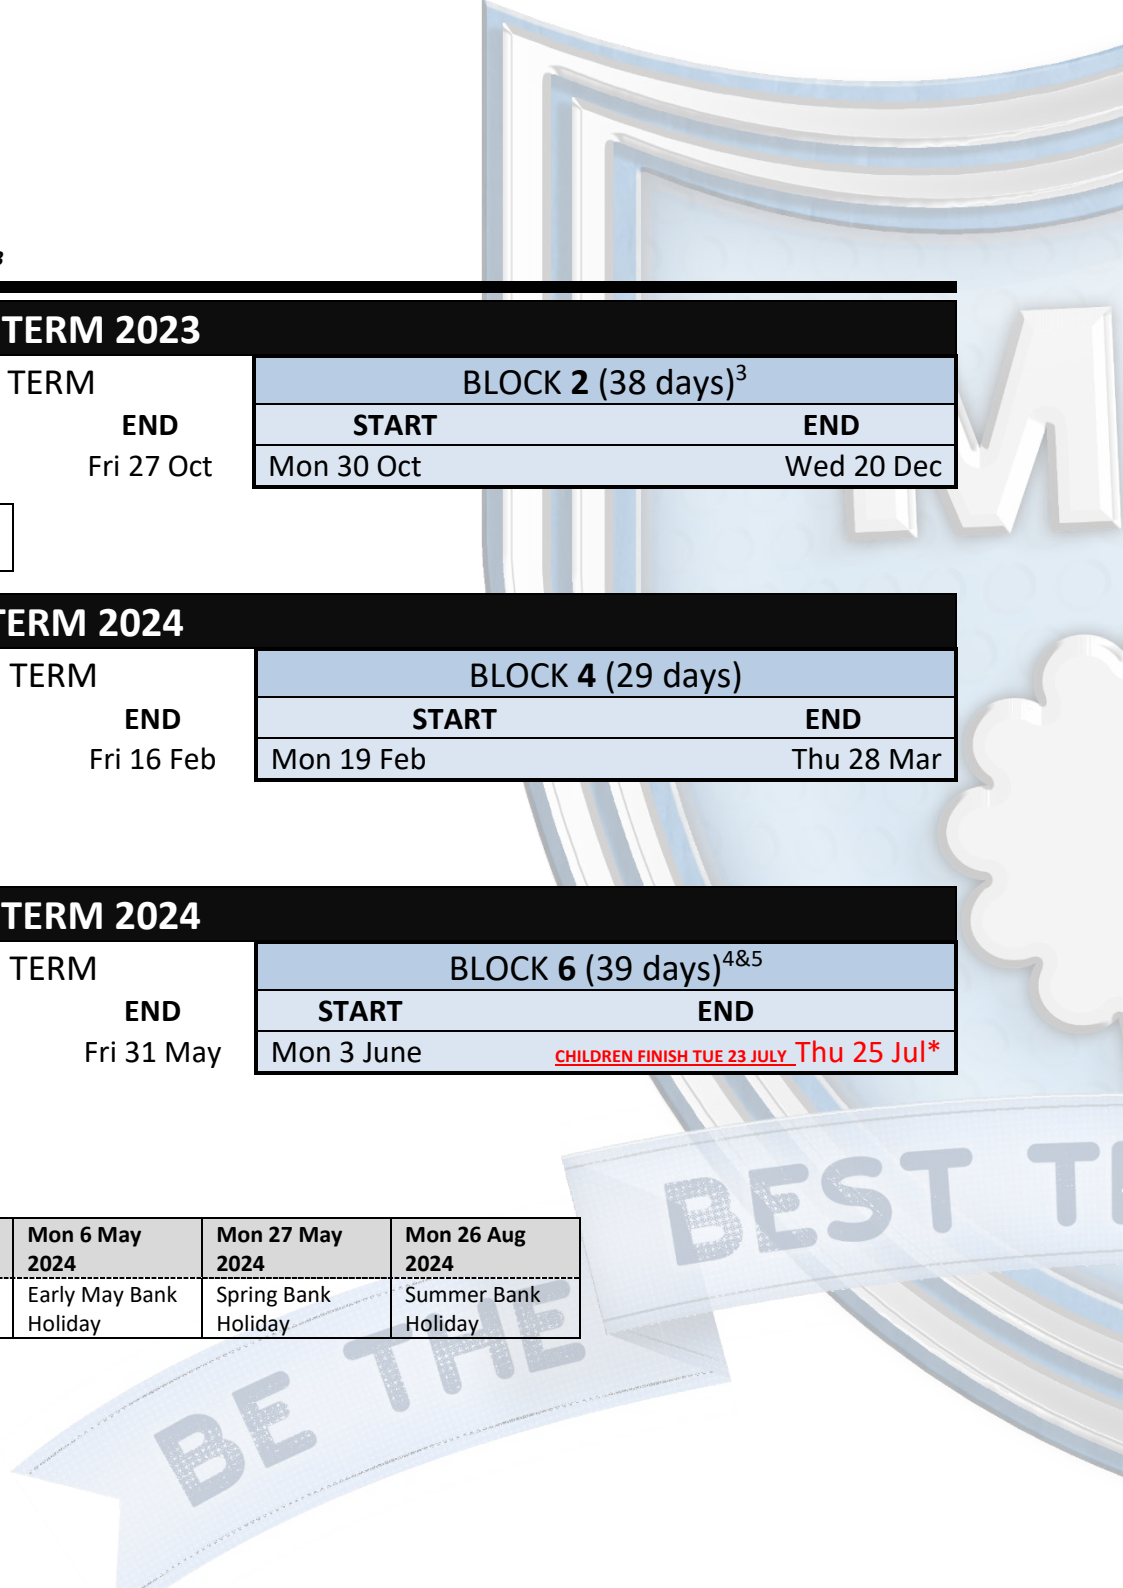 TERM 2023
TERM
BLOCK 2 (38 days)3
END
START
END
Fri 27 Oct
Mon 30 Oct
Wed 20 Dec
TERM 2024
TERM
BLOCK 4 (29 days)
END
START
END
Fri 16 Feb
Mon 19 Feb
Thu 28 Mar
TERM 2024
TERM
BLOCK 6 (39 days)4&5
END
START
END
Fri 31 May
Mon 3 June
CHILDREN FINISH TUE 23 JULY Thu 25 Jul*
Mon 6 May
2024
Early May Bank
Holiday
Mon 27 May
2024
Spring Bank
Holiday
Mon 26 Aug
2024
Summer Bank
Holiday
BE THE BEST